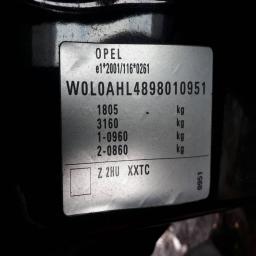 OPEL
e1*2001/116*0261
W0L0AHL4898010951
1805 kg
3160 kg
1-0960 kg
2-0860 kg
Z 2HU XXTC
0951